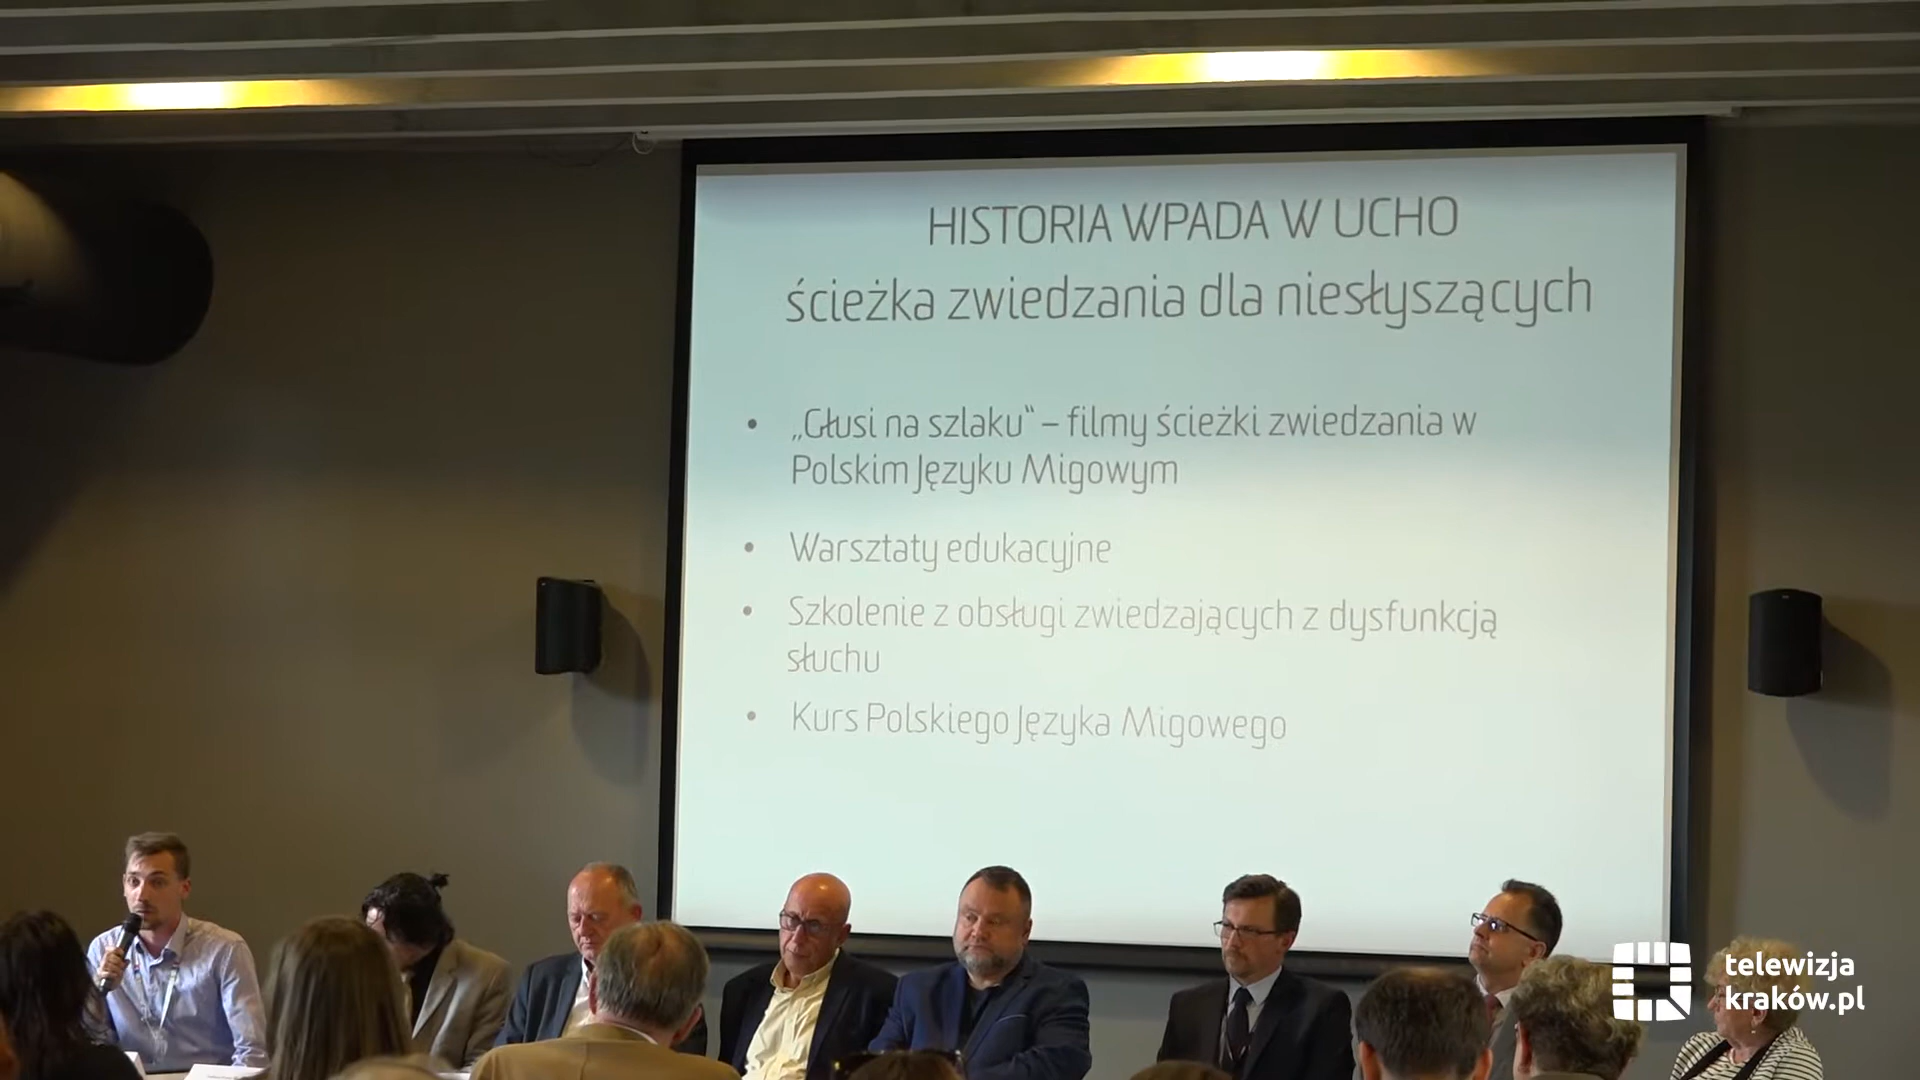 HISTORIA WPADA W UCHO
ścieżka zwiedzania dla niesłyszących
• „Głusi na szlaku“ – filmy ścieżki zwiedzania w
Polskim Języku Migowym
• Warsztaty edukacyjne
• Szkolenie z obsługi zwiedzających z dysfunkcją
słuchu
• Kurs Polskiego Języka Migowego
telewizja
kraków.pl